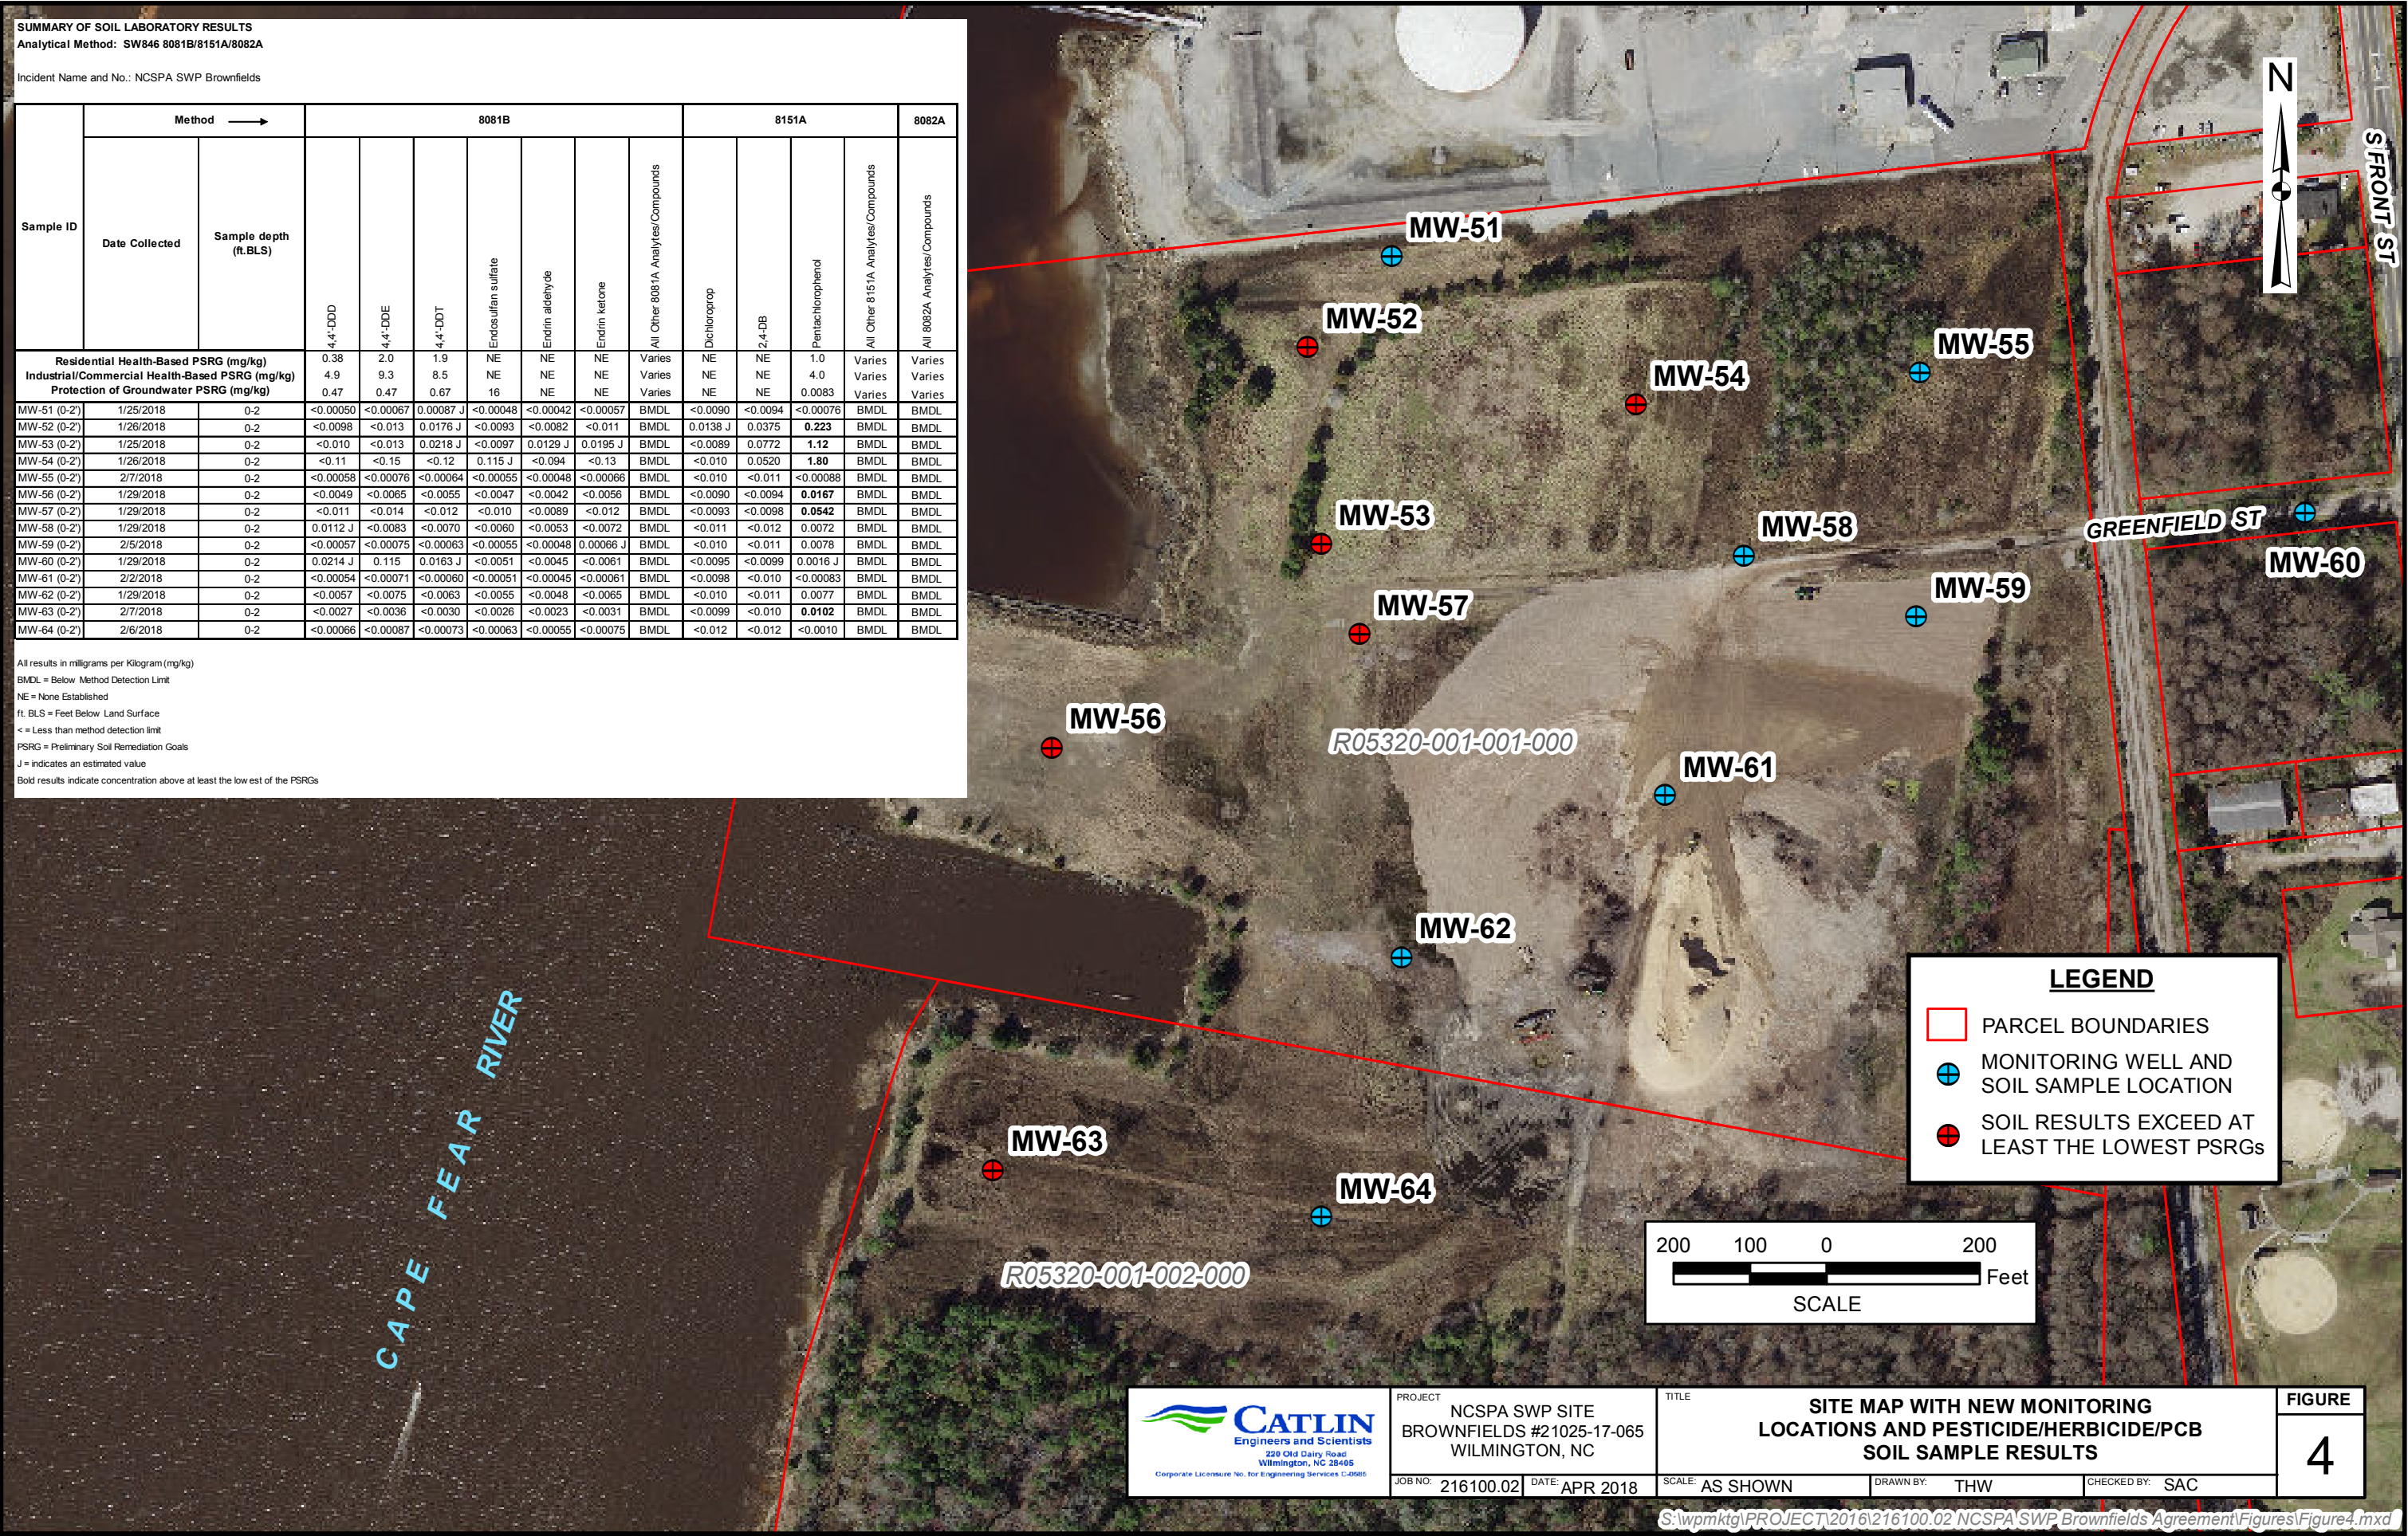 SUMMARY OF SOIL LABORATORY RESULTS
Analytical Method: SW846 8081B/8151A/8082A
Incident Name and No.: NCSPA SWP Brownfields
Method 8081B 8151A 8082A
Sample ID Date Collected Sample depth (ft.BLS) 4,4'-DDD 4,4'-DDE 4,4'-DDT Endosulfan sulfate Endrin aldehyde Endrin ketone All Other 8081A Analytes/Compounds Dichloroprop 2,4-DB Pentachlorophenol All Other 8151A Analytes/Compounds All 8082A Analytes/Compounds
Residential Health-Based PSRG (mg/kg) 0.38 2.0 1.9 NE NE NE Varies NE NE 1.0 Varies Varies
Industrial/Commercial Health-Based PSRG (mg/kg) 4.9 9.3 8.5 NE NE NE Varies NE NE 4.0 Varies Varies
Protection of Groundwater PSRG (mg/kg) 0.47 0.47 0.67 16 NE NE Varies NE NE 0.0083 Varies Varies
MW-51 (0-2') 1/25/2018 0-2 <0.00050 <0.00067 0.00087 J <0.00048 <0.00042 <0.00057 BMDL <0.0090 <0.0094 <0.00076 BMDL BMDL
MW-52 (0-2') 1/26/2018 0-2 <0.0098 <0.013 0.0176 J <0.0093 <0.0082 <0.011 BMDL 0.0138 J 0.0375 0.223 BMDL BMDL
MW-53 (0-2') 1/25/2018 0-2 <0.010 <0.013 0.0218 J <0.0097 0.0129 J 0.0195 J BMDL <0.0089 0.0772 1.12 BMDL BMDL
MW-54 (0-2') 1/26/2018 0-2 <0.11 <0.15 <0.12 0.115 J <0.094 <0.13 BMDL <0.010 0.0520 1.80 BMDL BMDL
MW-55 (0-2') 2/7/2018 0-2 <0.00058 <0.00076 <0.00064 <0.00055 <0.00048 <0.00066 BMDL <0.010 <0.011 <0.00088 BMDL BMDL
MW-56 (0-2') 1/29/2018 0-2 <0.0049 <0.0065 <0.0055 <0.0047 <0.0042 <0.0056 BMDL <0.0090 <0.0094 0.0167 BMDL BMDL
MW-57 (0-2') 1/29/2018 0-2 <0.011 <0.014 <0.012 <0.010 <0.0089 <0.012 BMDL <0.0093 <0.0098 0.0542 BMDL BMDL
MW-58 (0-2') 1/29/2018 0-2 0.0112 J <0.0083 <0.0070 <0.0060 <0.0053 <0.0072 BMDL <0.011 <0.012 0.0072 BMDL BMDL
MW-59 (0-2') 2/5/2018 0-2 <0.00057 <0.00075 <0.00063 <0.00055 <0.00048 0.00066 J BMDL <0.010 <0.011 0.0078 BMDL BMDL
MW-60 (0-2') 1/29/2018 0-2 0.0214 J 0.115 0.0163 J <0.0051 <0.0045 <0.0061 BMDL <0.0095 <0.0099 0.0016 J BMDL BMDL
MW-61 (0-2') 2/2/2018 0-2 <0.00054 <0.00071 <0.00060 <0.00051 <0.00045 <0.00061 BMDL <0.0098 <0.010 <0.00083 BMDL BMDL
MW-62 (0-2') 1/29/2018 0-2 <0.0057 <0.0075 <0.0063 <0.0055 <0.0048 <0.0065 BMDL <0.010 <0.011 0.0077 BMDL BMDL
MW-63 (0-2') 2/7/2018 0-2 <0.0027 <0.0036 <0.0030 <0.0026 <0.0023 <0.0031 BMDL <0.0099 <0.010 0.0102 BMDL BMDL
MW-64 (0-2') 2/6/2018 0-2 <0.00066 <0.00087 <0.00073 <0.00063 <0.00055 <0.00075 BMDL <0.012 <0.012 <0.0010 BMDL BMDL
All results in milligrams per Kilogram (mg/kg)
BMDL = Below Method Detection Limit
NE = None Established
ft. BLS = Feet Below Land Surface
< = Less than method detection limit
PSRG = Preliminary Soil Remediation Goals
J = indicates an estimated value
Bold results indicate concentration above at least the lowest of the PSRGs
N
S FRONT ST
MW-51
MW-52
MW-55
MW-54
MW-53
MW-58
GREENFIELD ST
MW-60
MW-59
MW-57
MW-56
R05320-001-001-000
MW-61
MW-62
CAPE FEAR RIVER
MW-63
MW-64
R05320-001-002-000
LEGEND
PARCEL BOUNDARIES
MONITORING WELL AND
SOIL SAMPLE LOCATION
SOIL RESULTS EXCEED AT
LEAST THE LOWEST PSRGs
200 100 0 200
Feet
SCALE
CATLIN
Engineers and Scientists
220 Old Dairy Road
Wilmington, NC 28405
Corporate Licensure No. for Engineering Services C-0585
PROJECT
NCSPA SWP SITE
BROWNFIELDS #21025-17-065
WILMINGTON, NC
JOB NO: 216100.02 DATE: APR 2018
TITLE
SITE MAP WITH NEW MONITORING
LOCATIONS AND PESTICIDE/HERBICIDE/PCB
SOIL SAMPLE RESULTS
SCALE: AS SHOWN DRAWN BY: THW CHECKED BY: SAC
FIGURE
4
S:\wpmktg\PROJECT\2016\216100.02 NCSPA SWP Brownfields Agreement\Figures\Figure4.mxd